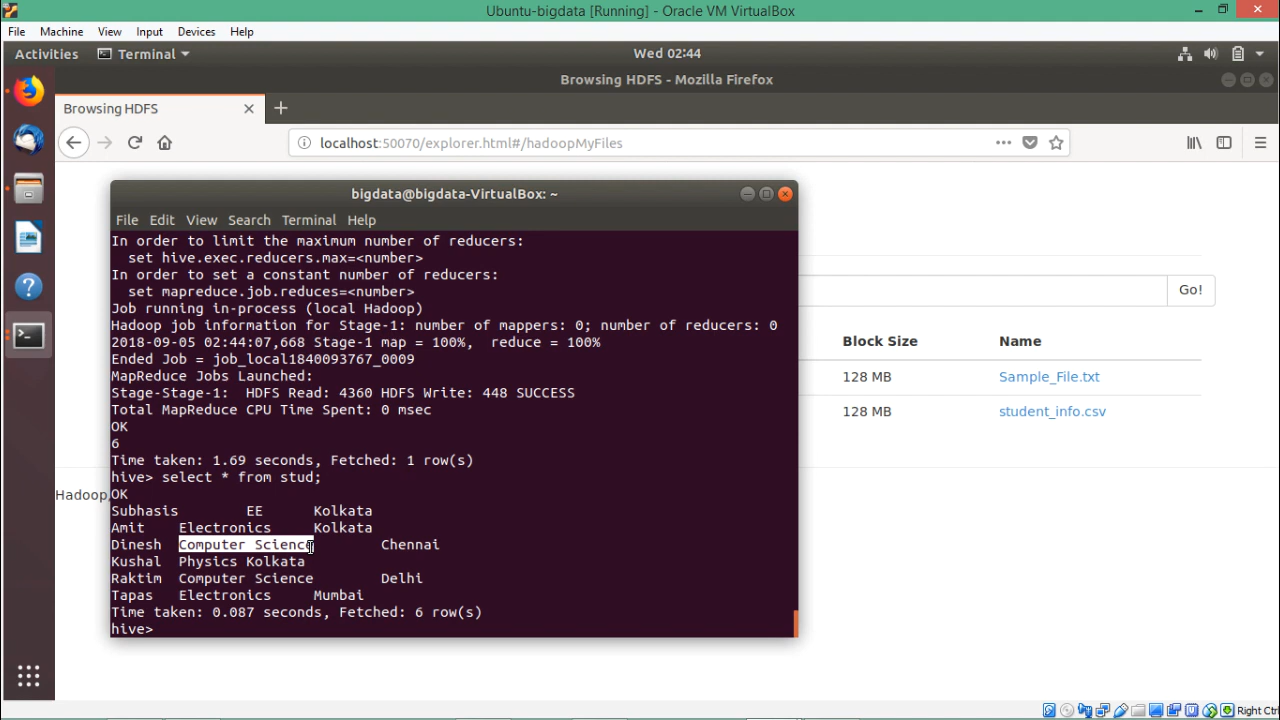 Ubuntu-bigdata [Running] - Oracle VM VirtualBox
File Machine View Input Devices Help
Activities Terminal Wed 02:44
Browsing HDFS - Mozilla Firefox
Browsing HDFS
localhost:50070/explorer.html#/hadoopMyFiles
Go!
Block Size Name
128 MB Sample_File.txt
128 MB student_info.csv
Hadoop,
bigdata@bigdata-VirtualBox: ~
File Edit View Search Terminal Help
In order to limit the maximum number of reducers:
set hive.exec.reducers.max=<number>
In order to set a constant number of reducers:
set mapreduce.job.reduces=<number>
Job running in-process (local Hadoop)
Hadoop job information for Stage-1: number of mappers: 0; number of reducers: 0
2018-09-05 02:44:07,668 Stage-1 map = 100%, reduce = 100%
Ended Job = job_local1840093767_0009
MapReduce Jobs Launched:
Stage-Stage-1: HDFS Read: 4360 HDFS Write: 448 SUCCESS
Total MapReduce CPU Time Spent: 0 msec
OK
6
Time taken: 1.69 seconds, Fetched: 1 row(s)
hive> select * from stud;
OK
Subhasis EE Kolkata
Amit Electronics Kolkata
Dinesh Computer Science Chennai
Kushal Physics Kolkata
Raktim Computer Science Delhi
Tapas Electronics Mumbai
Time taken: 0.087 seconds, Fetched: 6 row(s)
hive>
Right Ctrl